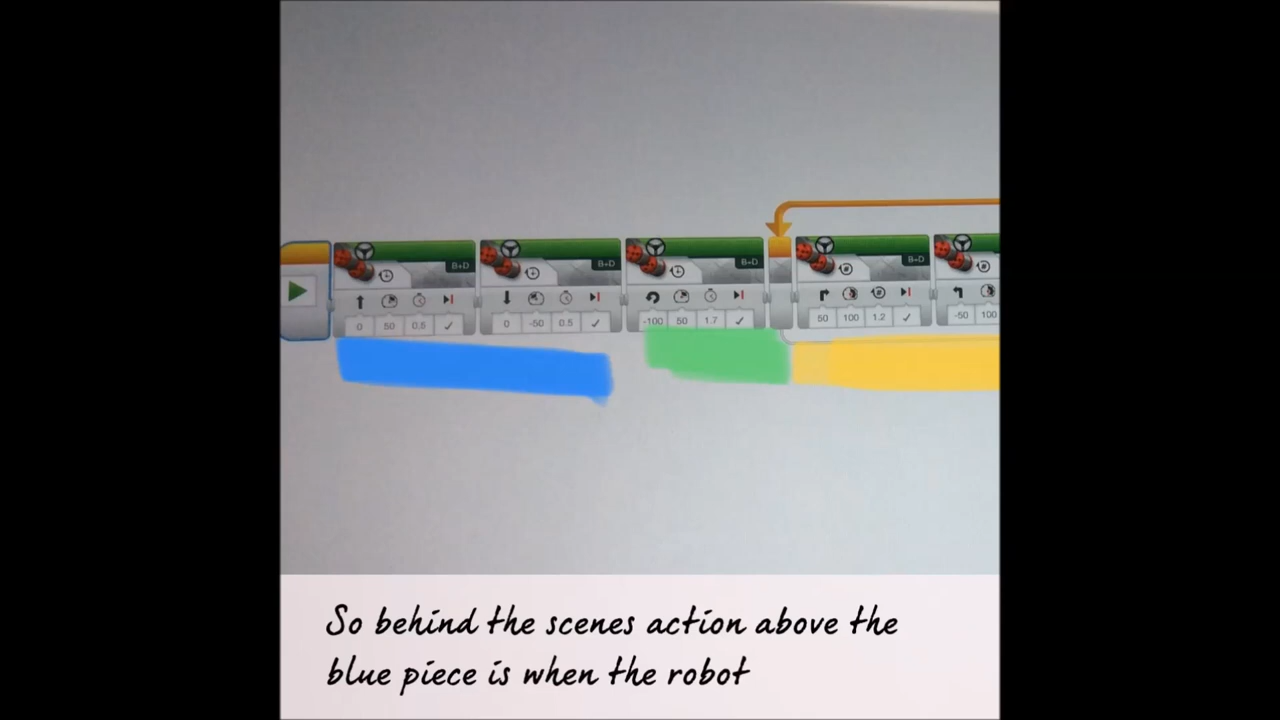 B+D
B+D
B+D
B+D
0 50 0.5
0 -50 0.5
-100 50 1.7
50 100 1.2
-50 100
So behind the scenes action above the
blue piece is when the robot